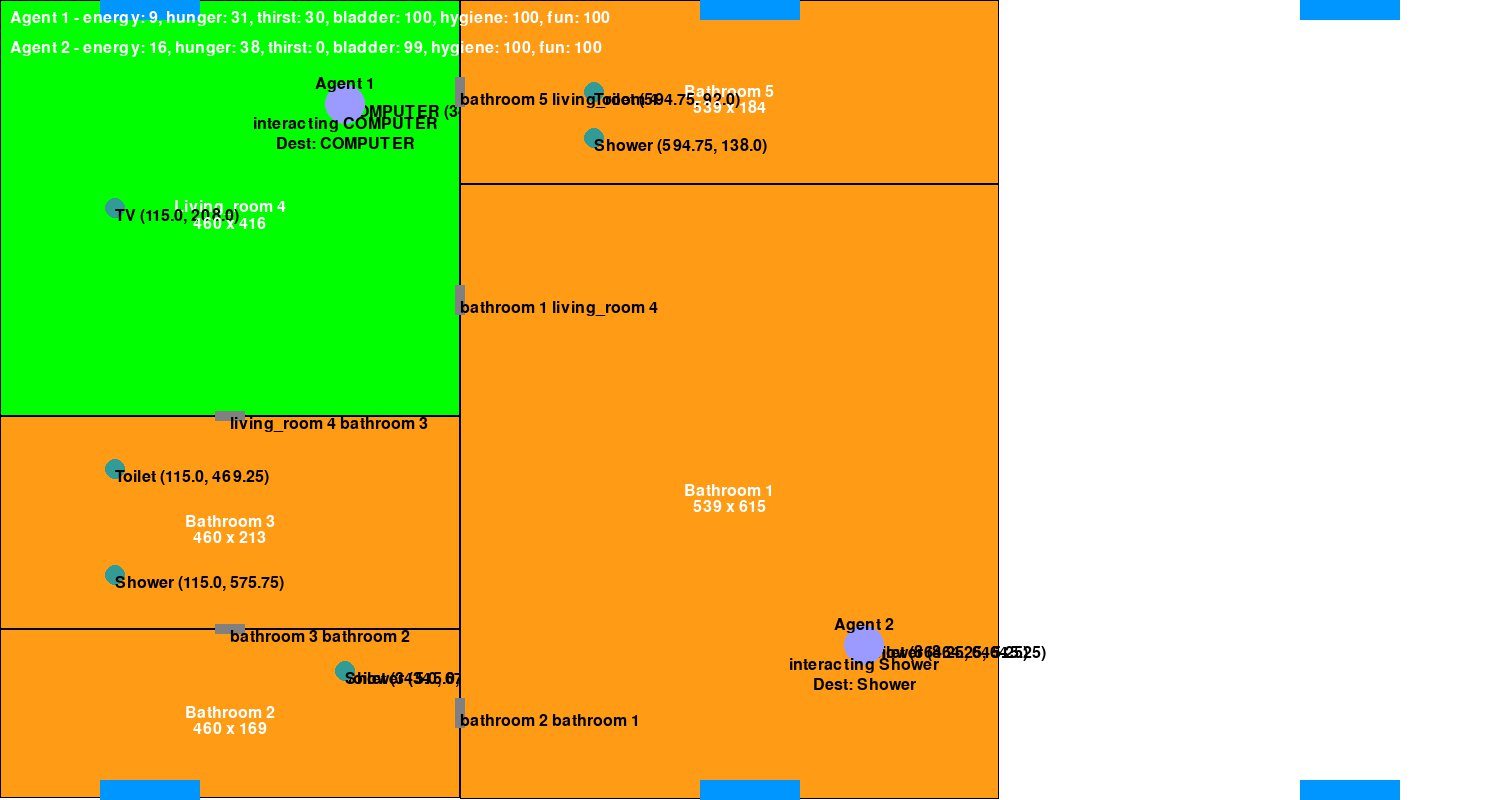 Agent 1 - energy: 9, hunger: 31, thirst: 30, bladder: 100, hygiene: 100, fun: 100
Agent 2 - energy: 16, hunger: 38, thirst: 0, bladder: 99, hygiene: 100, fun: 100
Agent 1
interacting COMPUTER
Dest: COMPUTER
bathroom 5 living_room 4
Toilet (594.75, 92.0)
Bathroom 5
539 x 184
Shower (594.75, 138.0)
Living_room 4
460 x 416
TV (115.0, 208.0)
bathroom 1 living_room 4
living_room 4 bathroom 3
Toilet (115.0, 469.25)
Bathroom 3
460 x 213
Shower (115.0, 575.75)
Bathroom 1
539 x 615
bathroom 3 bathroom 2
Bathroom 2
460 x 169
bathroom 2 bathroom 1
Agent 2
interacting Shower
Dest: Shower